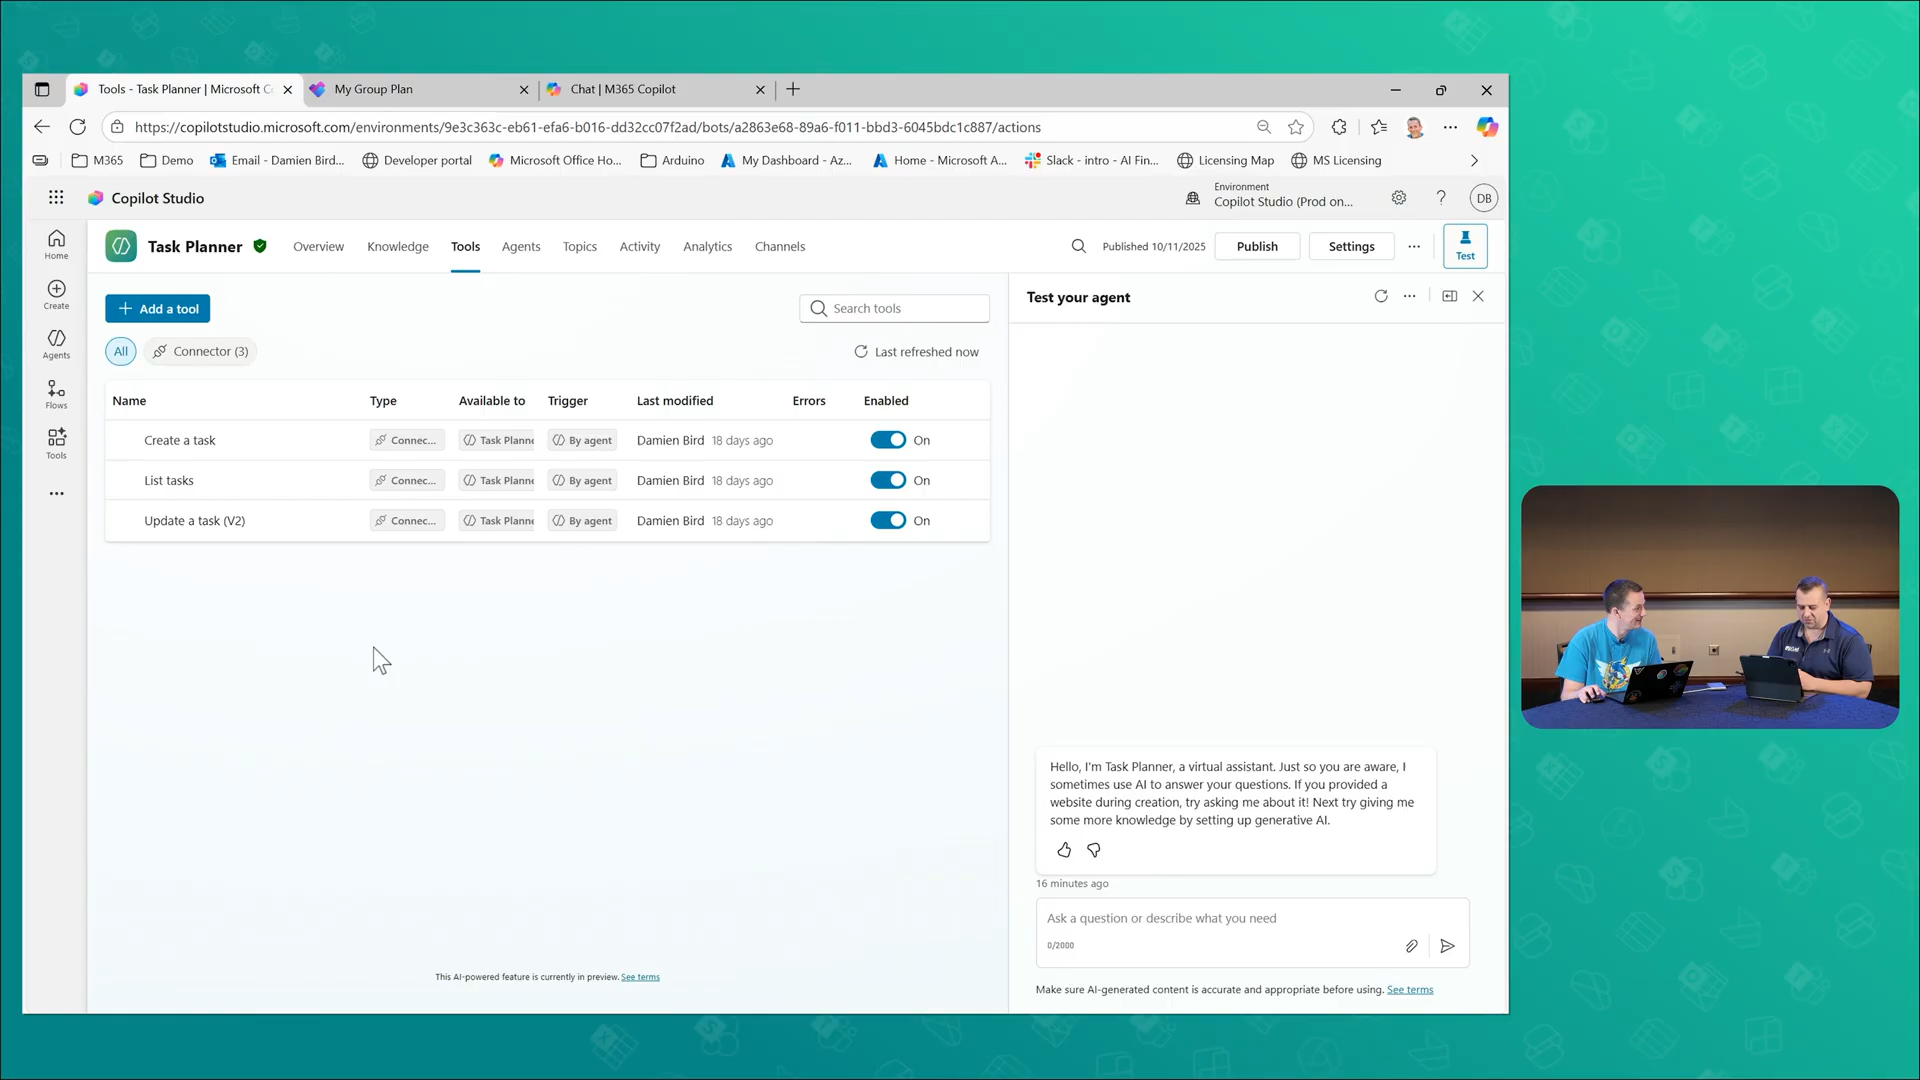 Tools - Task Planner | Microsoft Co
My Group Plan
Chat | M365 Copilot
https://copilotstudio.microsoft.com/environments/9e3c363c-eb61-efa6-b016-dd32cc07f2ad/bots/a2863e68-89a6-f011-bbd3-6045bdc1c887/actions
M365
Demo
Email - Damien Bird...
Developer portal
Microsoft Office Ho...
Arduino
My Dashboard - Az...
Home - Microsoft A...
Slack - intro - AI Fin...
Licensing Map
MS Licensing
Copilot Studio
Environment
Copilot Studio (Prod on...
DB
Home
Create
Agents
Flows
Tools
Task Planner
Overview
Knowledge
Tools
Agents
Topics
Activity
Analytics
Channels
Published 10/11/2025
Publish
Settings
Test
Add a tool
Search tools
All
Connector (3)
Last refreshed now
Name Type Available to Trigger Last modified Errors Enabled
Create a task Connec... Task Planne By agent Damien Bird 18 days ago On
List tasks Connec... Task Planne By agent Damien Bird 18 days ago On
Update a task (V2) Connec... Task Planne By agent Damien Bird 18 days ago On
This AI-powered feature is currently in preview. See terms
Test your agent
Hello, I'm Task Planner, a virtual assistant. Just so you are aware, I
sometimes use AI to answer your questions. If you provided a
website during creation, try asking me about it! Next try giving me
some more knowledge by setting up generative AI.
16 minutes ago
Ask a question or describe what you need
0/2000
Make sure AI-generated content is accurate and appropriate before using. See terms